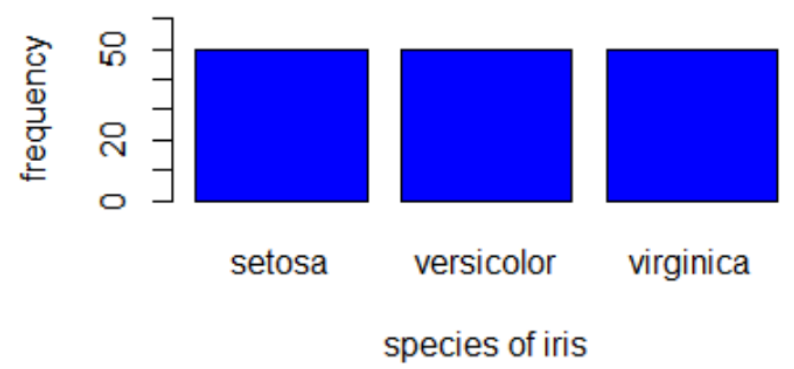 frequency
50
20
0
setosa versicolor virginica
species of iris